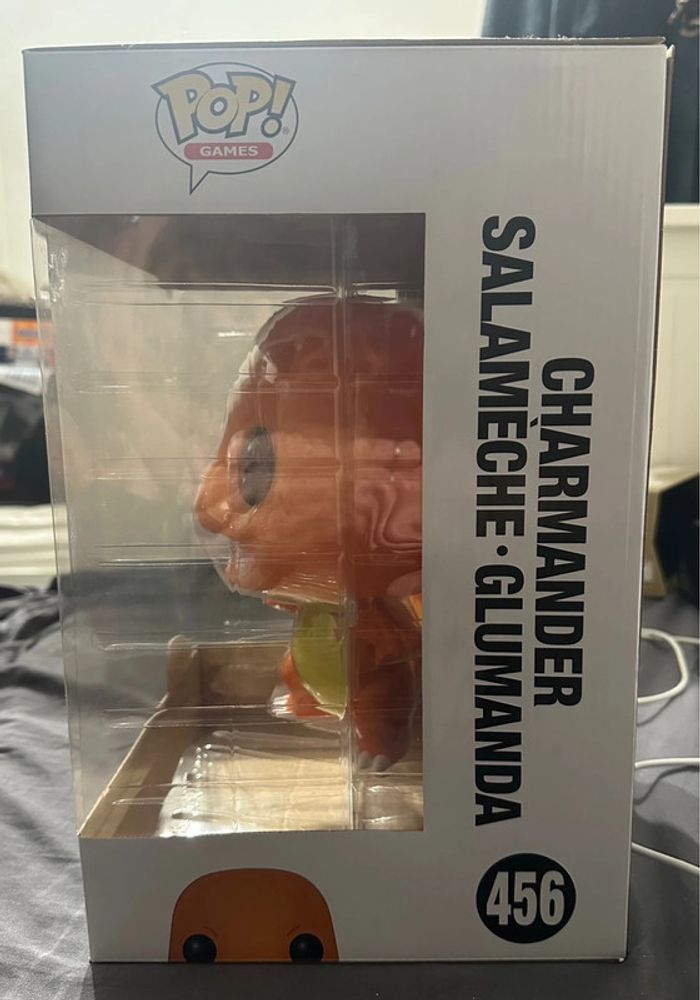 POP!
GAMES
CHARMANDER
SALAMÈCHE • GLUMANDA
456